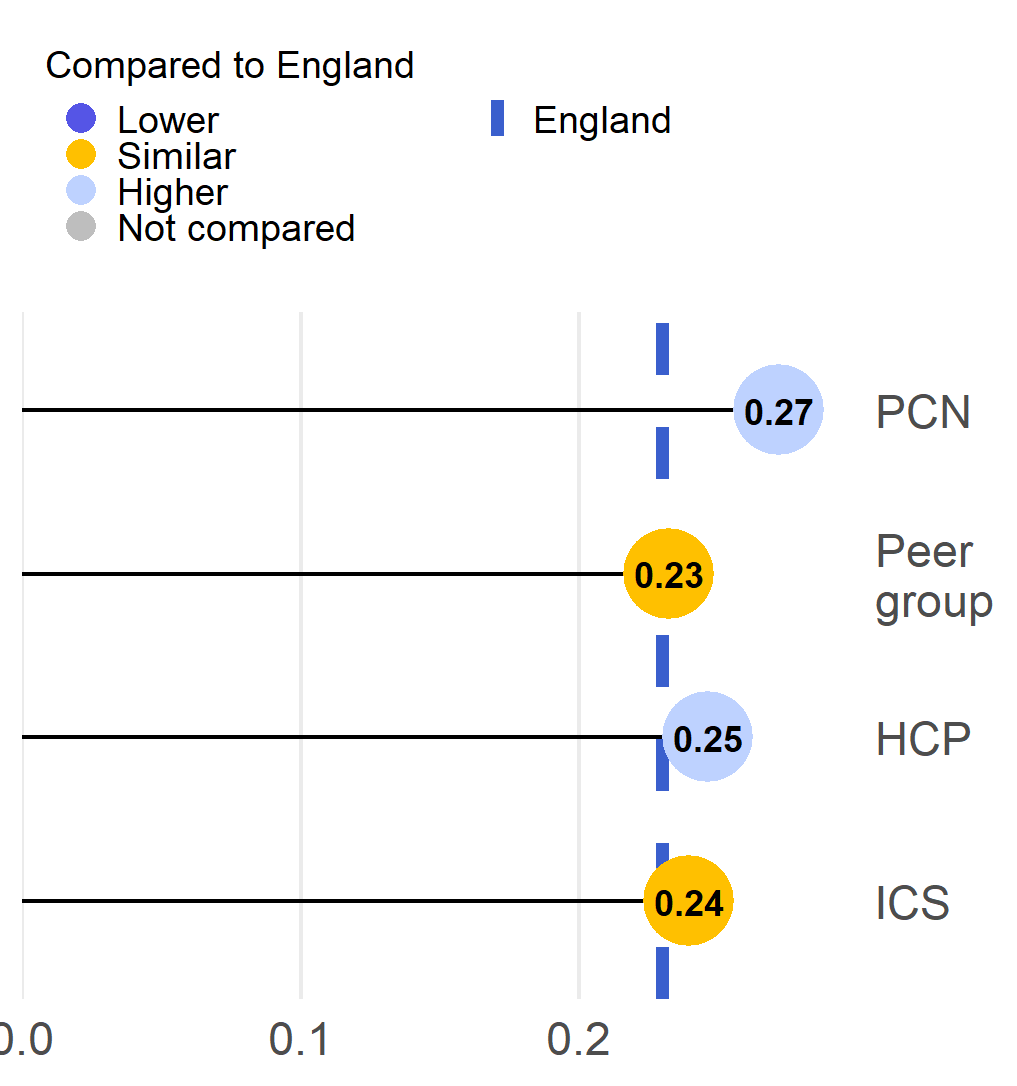 Compared to England
Lower
England
Similar
Higher
Not compared
0.27
PCN
Peer
group
0.23
0.25
HCP
0.24
ICS
0.0
0.1
0.2